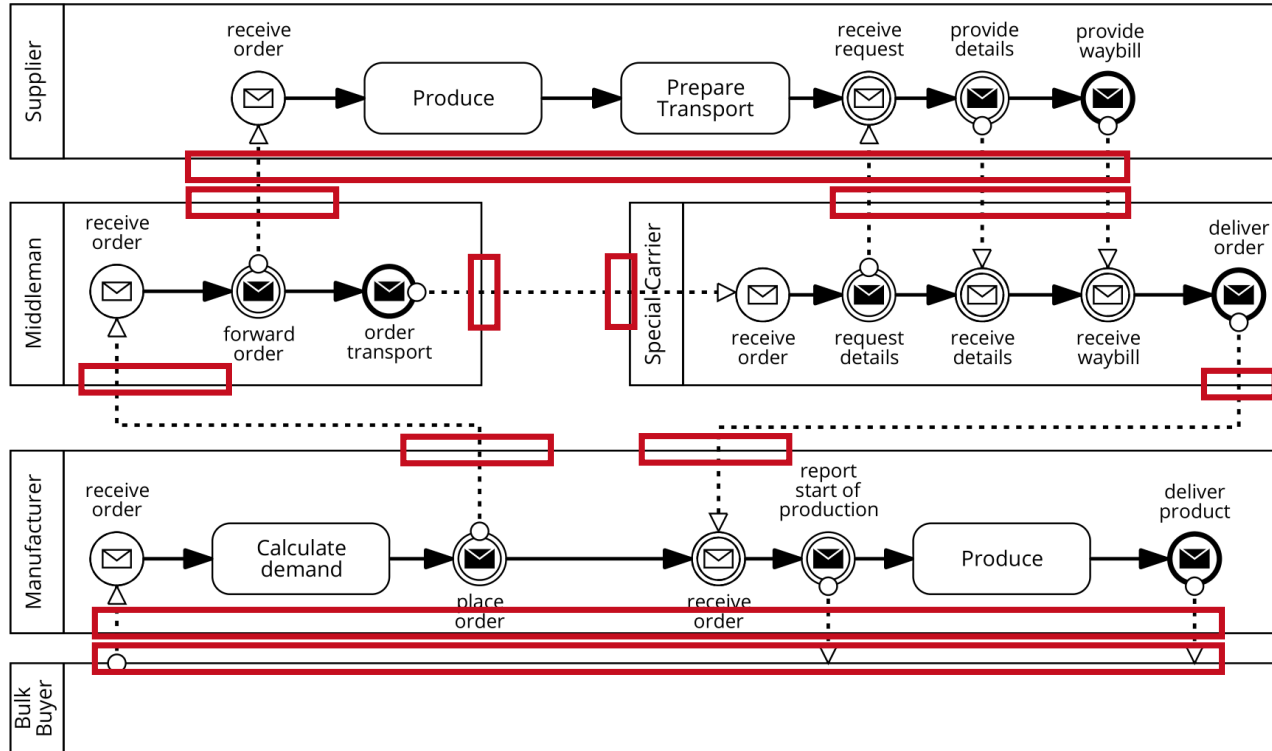 Supplier
receive
order
Produce
Prepare
Transport
receive
request
provide
details
provide
waybill
Middleman
receive
order
forward
order
order
transport
Special Carrier
receive
order
request
details
receive
details
receive
waybill
deliver
order
Manufacturer
receive
order
Calculate
demand
place
order
receive
order
report
start of
production
Produce
deliver
product
Bulk
Buyer